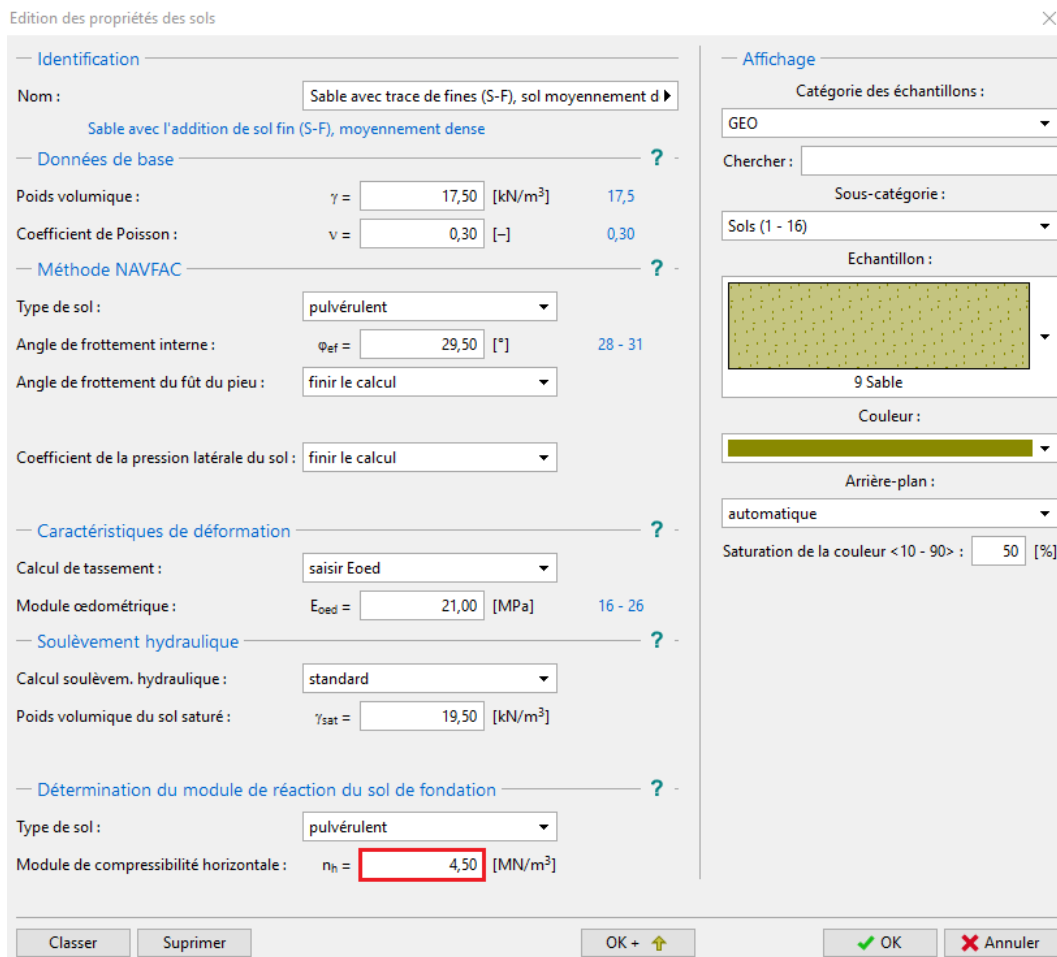 Edition des propriétés des sols
Identification
Nom :
Sable avec trace de fines (S-F), sol moyennement d
Sable avec l'addition de sol fin (S-F), moyennement dense
Données de base
?
Poids volumique :
γ = 17,50 [kN/m³] 17,5
Coefficient de Poisson :
ν = 0,30 [–] 0,30
Méthode NAVFAC
?
Type de sol :
pulvérulent
Angle de frottement interne :
φef = 29,50 [°] 28 - 31
Angle de frottement du fût du pieu :
finir le calcul
Coefficient de la pression latérale du sol :
finir le calcul
Caractéristiques de déformation
?
Calcul de tassement :
saisir Eoed
Module œdométrique :
Eoed = 21,00 [MPa] 16 - 26
Soulèvement hydraulique
?
Calcul soulèvem. hydraulique :
standard
Poids volumique du sol saturé :
γsat = 19,50 [kN/m³]
Détermination du module de réaction du sol de fondation
?
Type de sol :
pulvérulent
Module de compressibilité horizontale :
nh = 4,50 [MN/m³]
Affichage
Catégorie des échantillons :
GEO
Chercher :
Sous-catégorie :
Sols (1 - 16)
Echantillon :
9 Sable
Couleur :
Arrière-plan :
automatique
Saturation de la couleur <10 - 90> : 50 [%]
Classer
Suprimer
OK +
OK
Annuler